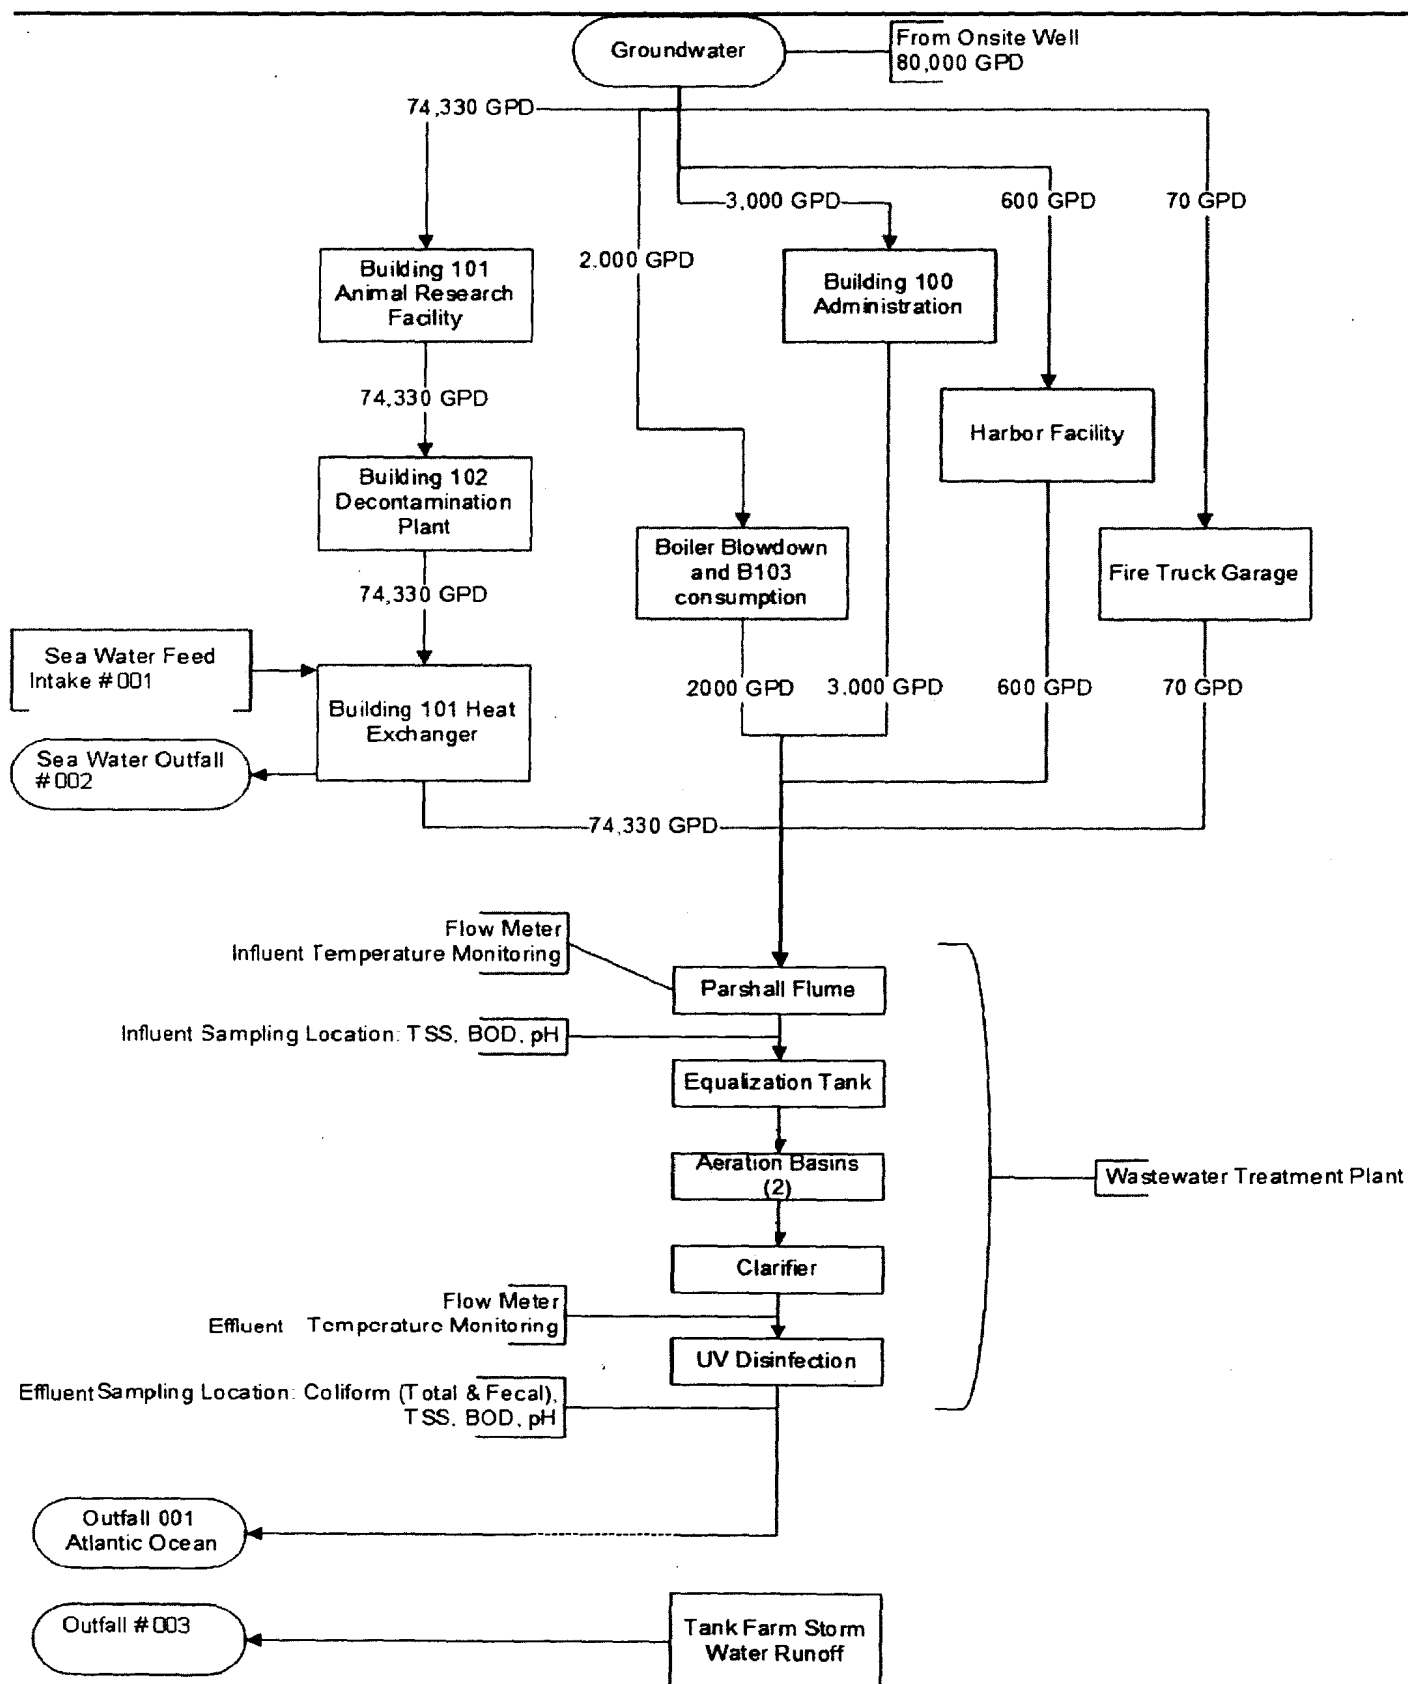 Groundwater
From Onsite Well
80,000 GPD
74,330 GPD
3,000 GPD
600 GPD
70 GPD
2.000 GPD
Building 101
Animal Research
Facility
Building 100
Administration
74,330 GPD
Harbor Facility
Building 102
Decontamination
Plant
Boiler Blowdown
and B103
consumption
Fire Truck Garage
74,330 GPD
Sea Water Feed
Intake #001
2000 GPD
3.000 GPD
600 GPD
70 GPD
Building 101 Heat
Exchanger
Sea Water Outfall
#002
74,330 GPD
Flow Meter
Influent Temperature Monitoring
Parshall Flume
Influent Sampling Location: TSS, BOD, pH
Equalization Tank
Aeration Basins
(2)
Wastewater Treatment Plant
Clarifier
Flow Meter
Effluent Temperature Monitoring
UV Disinfection
Effluent Sampling Location: Coliform (Total & Fecal),
TSS, BOD, pH
Outfall 001
Atlantic Ocean
Outfall #003
Tank Farm Storm
Water Runoff